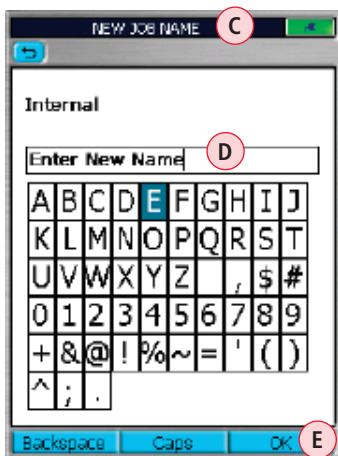 NEW JOB NAME C
Internal
Enter New Name D
A B C D E F G H I J
K L M N O P Q R S T
U V W X Y Z , $ #
0 1 2 3 4 5 6 7 8 9
+ & @ ! % ~ = ' ( )
^ ; .
Backspace Caps OK E